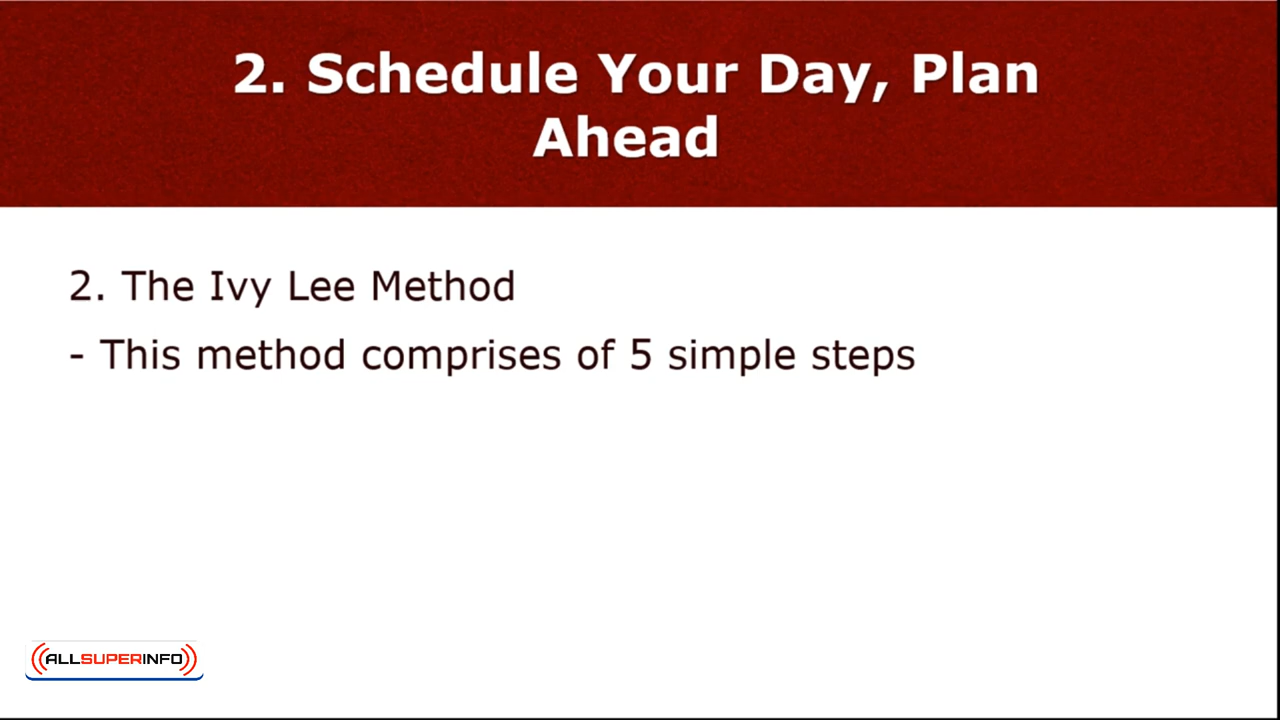 2. Schedule Your Day, Plan
Ahead
2. The Ivy Lee Method
- This method comprises of 5 simple steps
ALLSUPERINFO